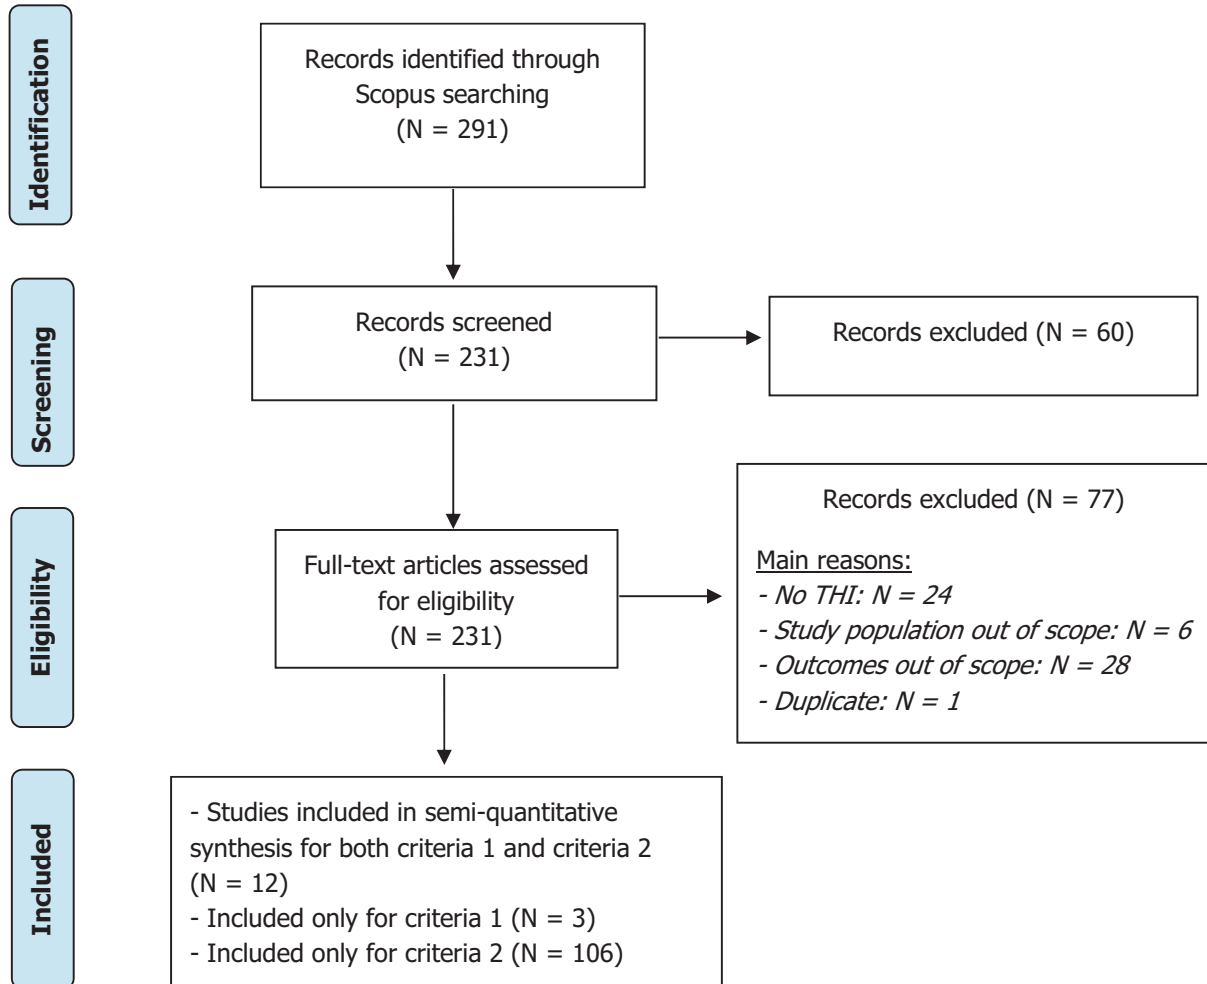 Identification
Records identified through
Scopus searching
(N = 291)
Screening
Records screened
(N = 231)
Records excluded (N = 60)
Eligibility
Full-text articles assessed
for eligibility
(N = 231)
Records excluded (N = 77)
Main reasons:
- No THI: N = 24
- Study population out of scope: N = 6
- Outcomes out of scope: N = 28
- Duplicate: N = 1
Included
- Studies included in semi-quantitative
synthesis for both criteria 1 and criteria 2
(N = 12)
- Included only for criteria 1 (N = 3)
- Included only for criteria 2 (N = 106)